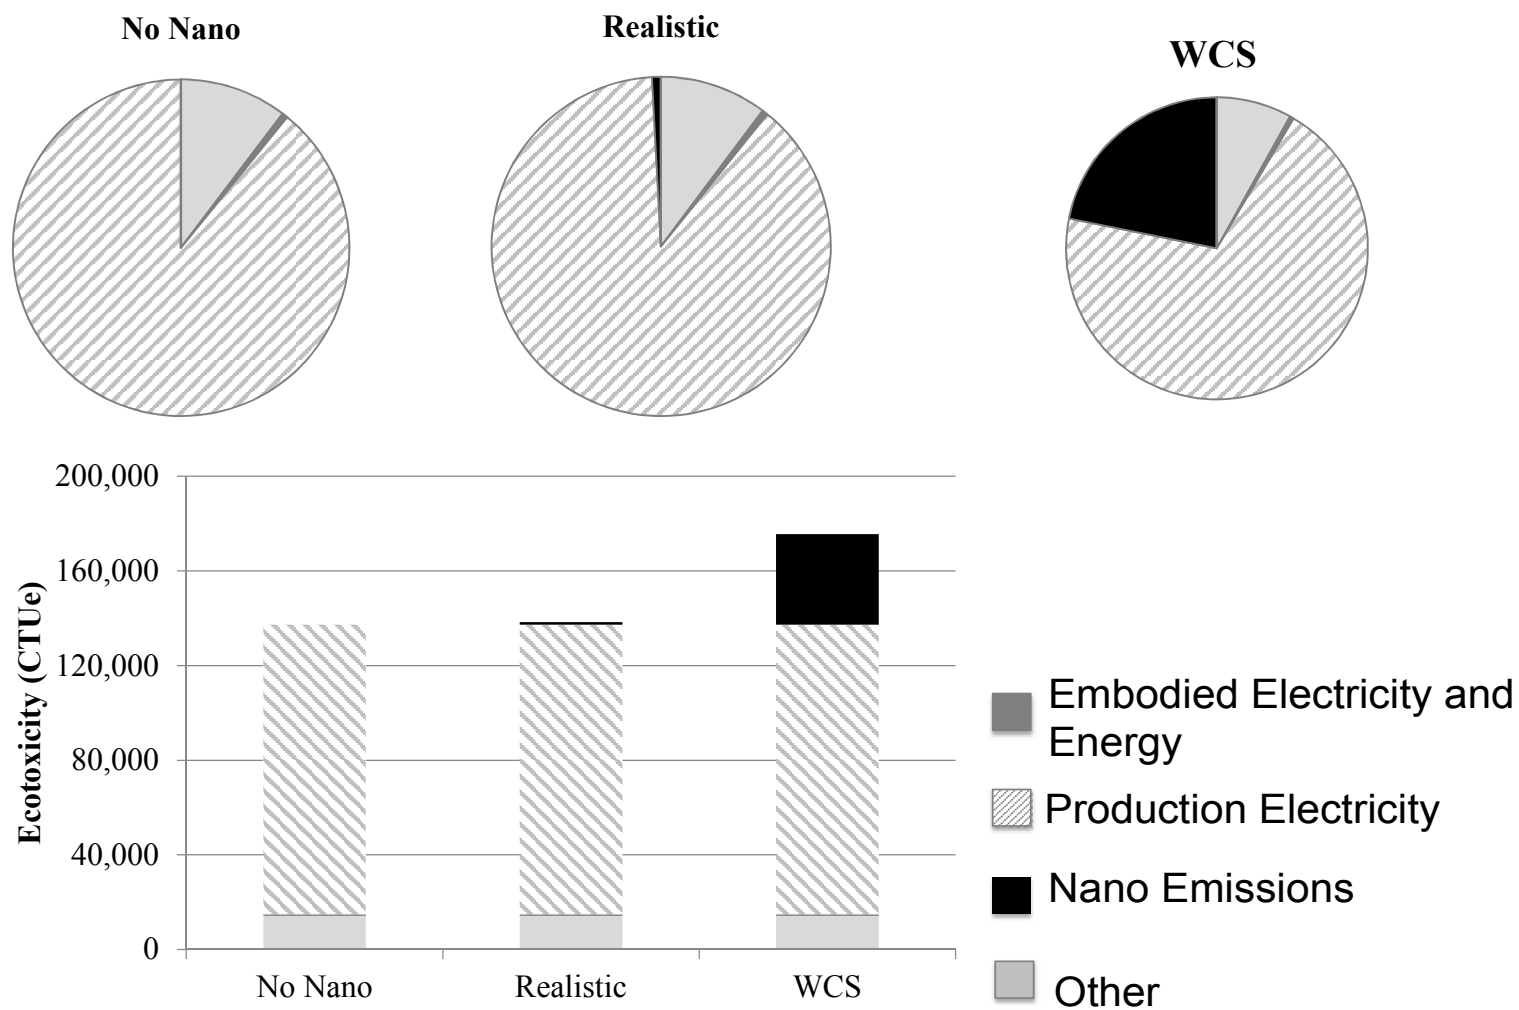 No Nano
Realistic
WCS
200,000
160,000
120,000
80,000
40,000
0
Ecotoxicity (CTUe)
No Nano
Realistic
WCS
Embodied Electricity and
Energy
Production Electricity
Nano Emissions
Other